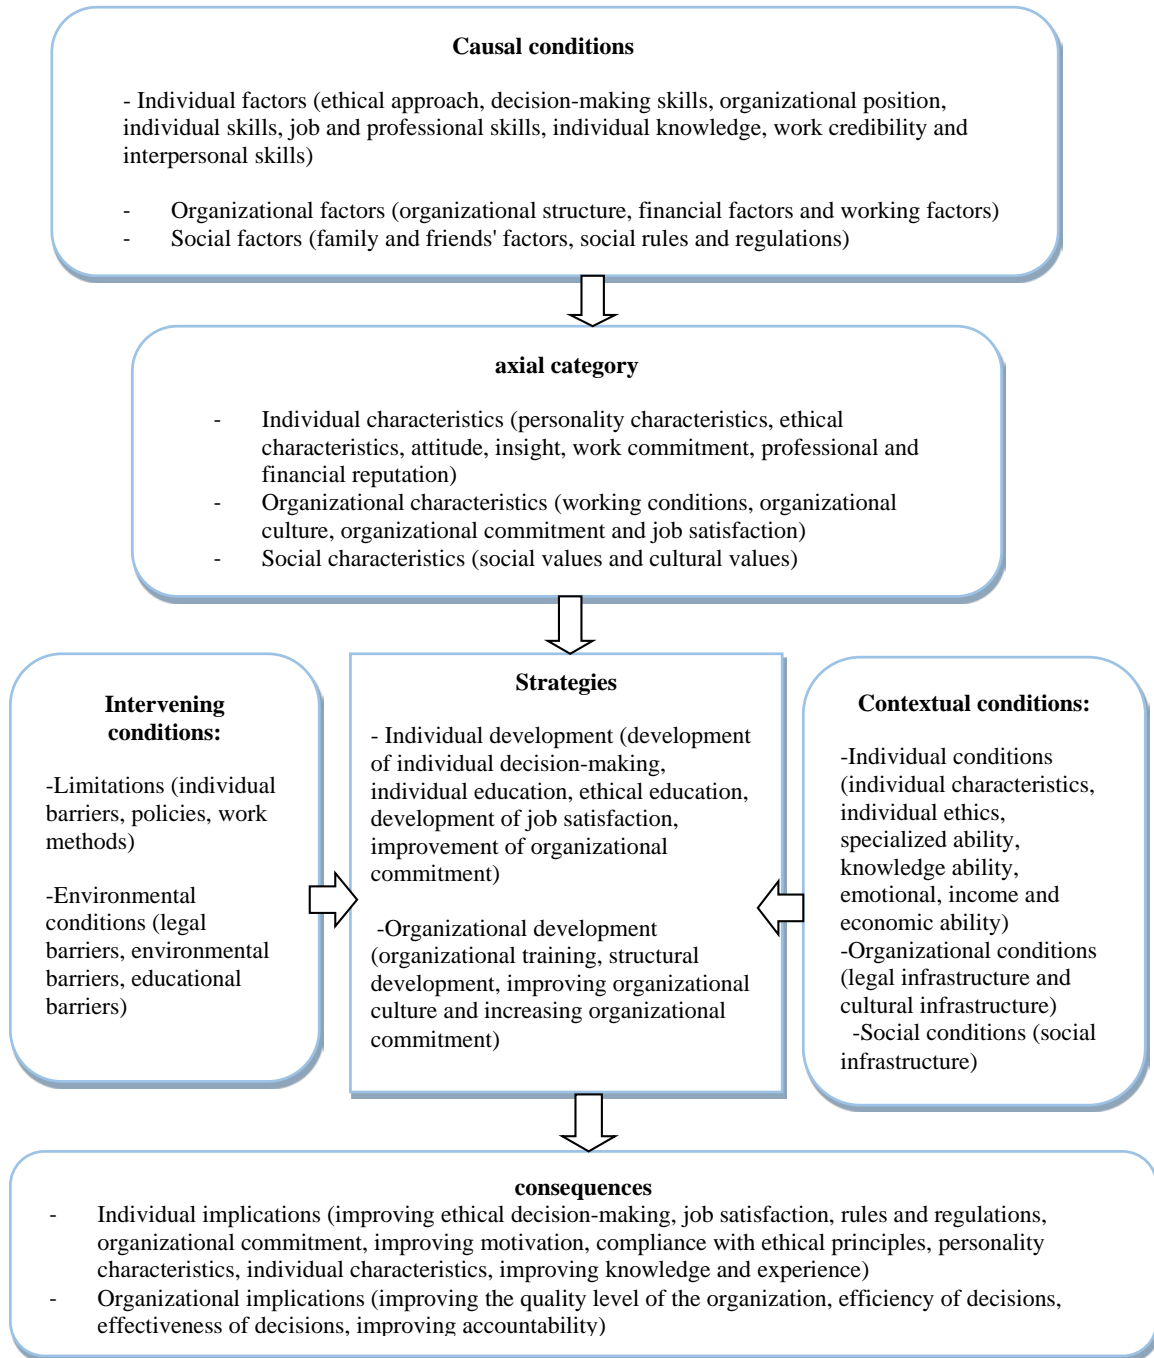 Causal conditions
- Individual factors (ethical approach, decision-making skills, organizational position,
individual skills, job and professional skills, individual knowledge, work credibility and
interpersonal skills)
- Organizational factors (organizational structure, financial factors and working factors)
- Social factors (family and friends' factors, social rules and regulations)
axial category
- Individual characteristics (personality characteristics, ethical
characteristics, attitude, insight, work commitment, professional and
financial reputation)
- Organizational characteristics (working conditions, organizational
culture, organizational commitment and job satisfaction)
- Social characteristics (social values and cultural values)
Intervening
conditions:
-Limitations (individual
barriers, policies, work
methods)
-Environmental
conditions (legal
barriers, environmental
barriers, educational
barriers)
Strategies
- Individual development (development
of individual decision-making,
individual education, ethical education,
development of job satisfaction,
improvement of organizational
commitment)
-Organizational development
(organizational training, structural
development, improving organizational
culture and increasing organizational
commitment)
Contextual conditions:
-Individual conditions
(individual characteristics,
individual ethics,
specialized ability,
knowledge ability,
emotional, income and
economic ability)
-Organizational conditions
(legal infrastructure and
cultural infrastructure)
-Social conditions (social
infrastructure)
consequences
- Individual implications (improving ethical decision-making, job satisfaction, rules and regulations,
organizational commitment, improving motivation, compliance with ethical principles, personality
characteristics, individual characteristics, improving knowledge and experience)
- Organizational implications (improving the quality level of the organization, efficiency of decisions,
effectiveness of decisions, improving accountability)